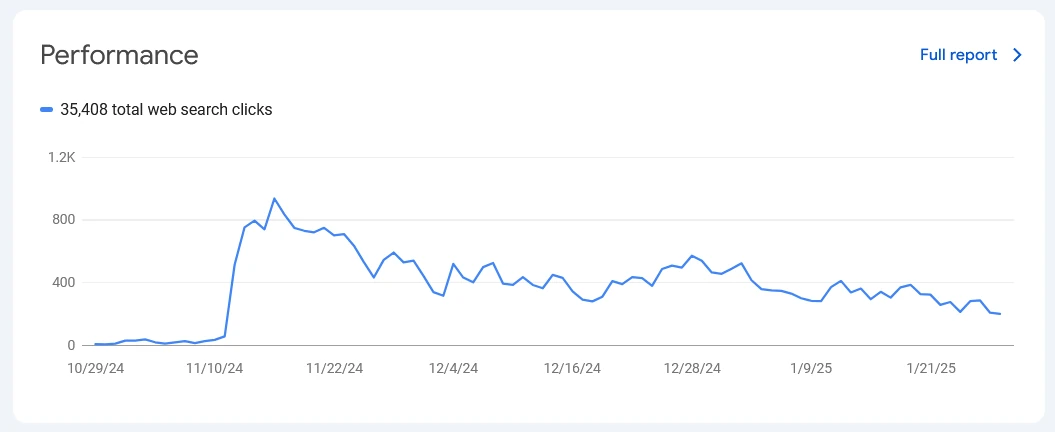 Performance
Full report
35,408 total web search clicks
1.2K
800
400
0
10/29/24 11/10/24 11/22/24 12/4/24 12/16/24 12/28/24 1/9/25 1/21/25